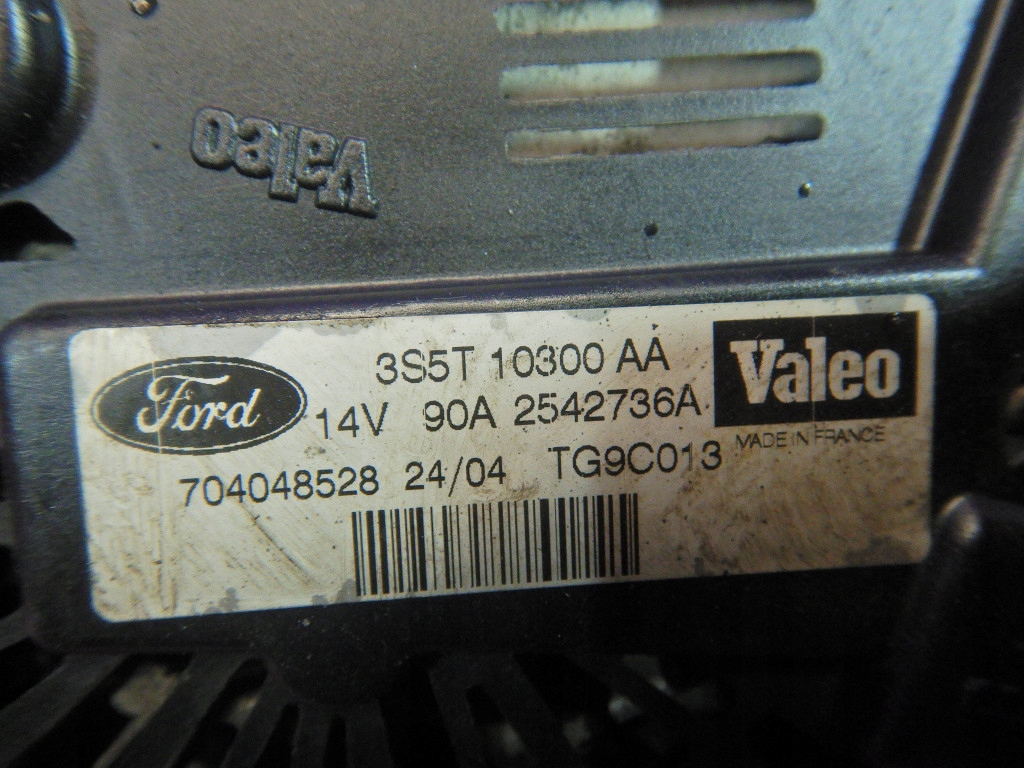 Valeo
Ford
3S5T 10300 AA
14V 90A 2542736A
Valeo
MADE IN FRANCE
704048528 24/04 TG9C013